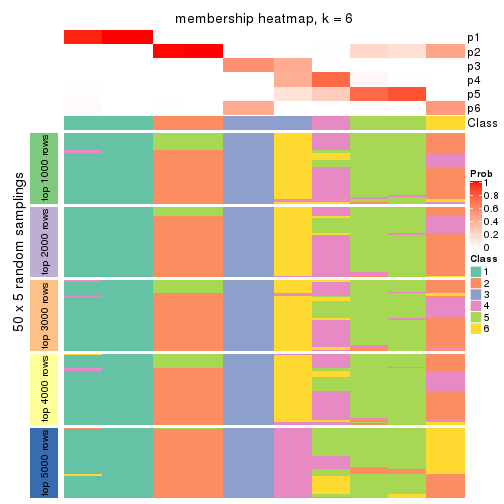 membership heatmap, k = 6
p1
p2
p3
p4
p5
p6
Class
50 x 5 random samplings
top 1000 rows
top 2000 rows
top 3000 rows
top 4000 rows
top 5000 rows
Prob
1
0.8
0.6
0.4
0.2
0
Class
1
2
3
4
5
6